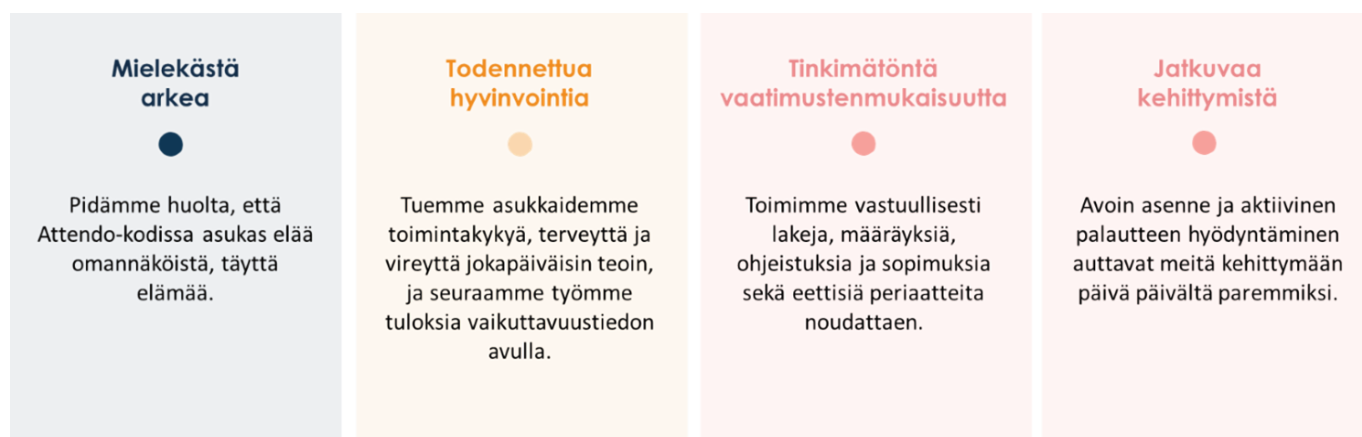 Mielekästä
arkea
Pidämme huolta, että
Attendo-kodissa asukas elää
omannäköistä, täyttä
elämää.
Todennettua
hyvinvointia
Tuemme asukkaidemme
toimintakykyä, terveyttä ja
vireyttä jokapäiväisin teoin,
ja seuraamme työmme
tuloksia vaikuttavuustiedon
avulla.
Tinkimätöntä
vaatimustenmukaisuutta
Toimimme vastuullisesti
lakeja, määräyksiä,
ohjeistuksia ja sopimuksia
sekä eettisiä periaatteita
noudattaen.
Jatkuvaa
kehittymistä
Avoin asenne ja aktiivinen
palautteen hyödyntäminen
auttavat meitä kehittymään
päivä päivältä paremmiksi.